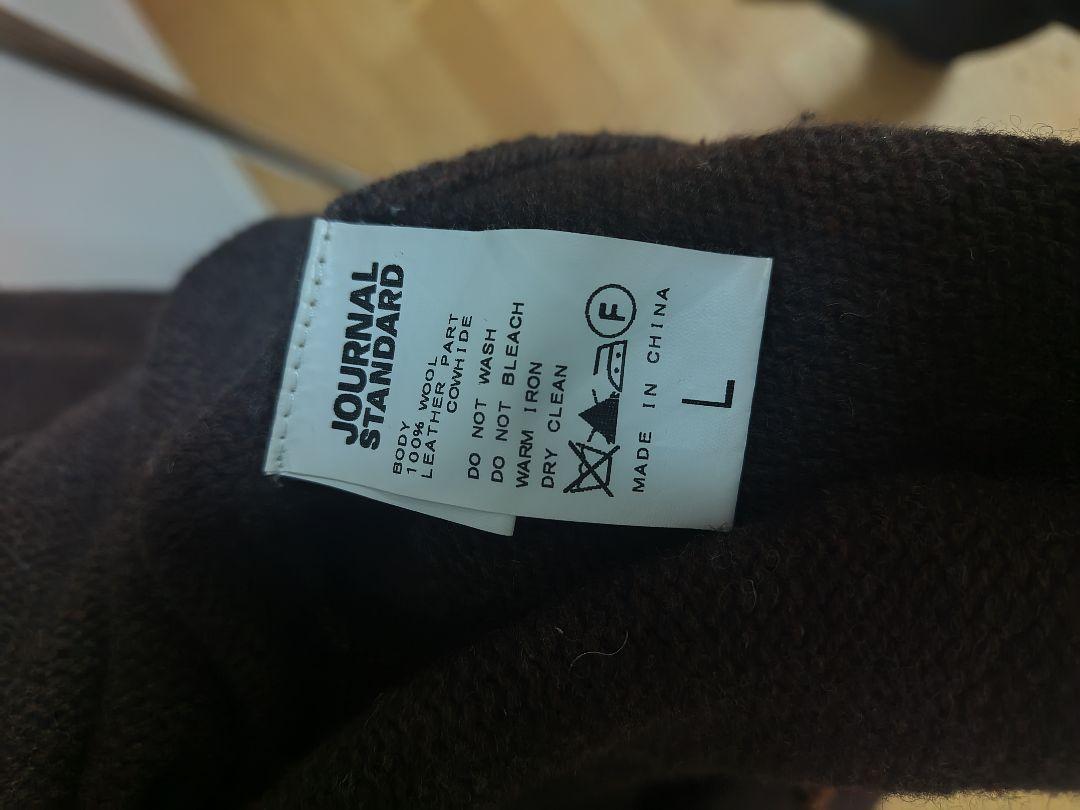 JOURNAL
STANDARD
BODY
100% WOOL
LEATHER PART
COWHIDE
DO NOT WASH
DO NOT BLEACH
WARM IRON
DRY CLEAN
F
MADE IN CHINA
L